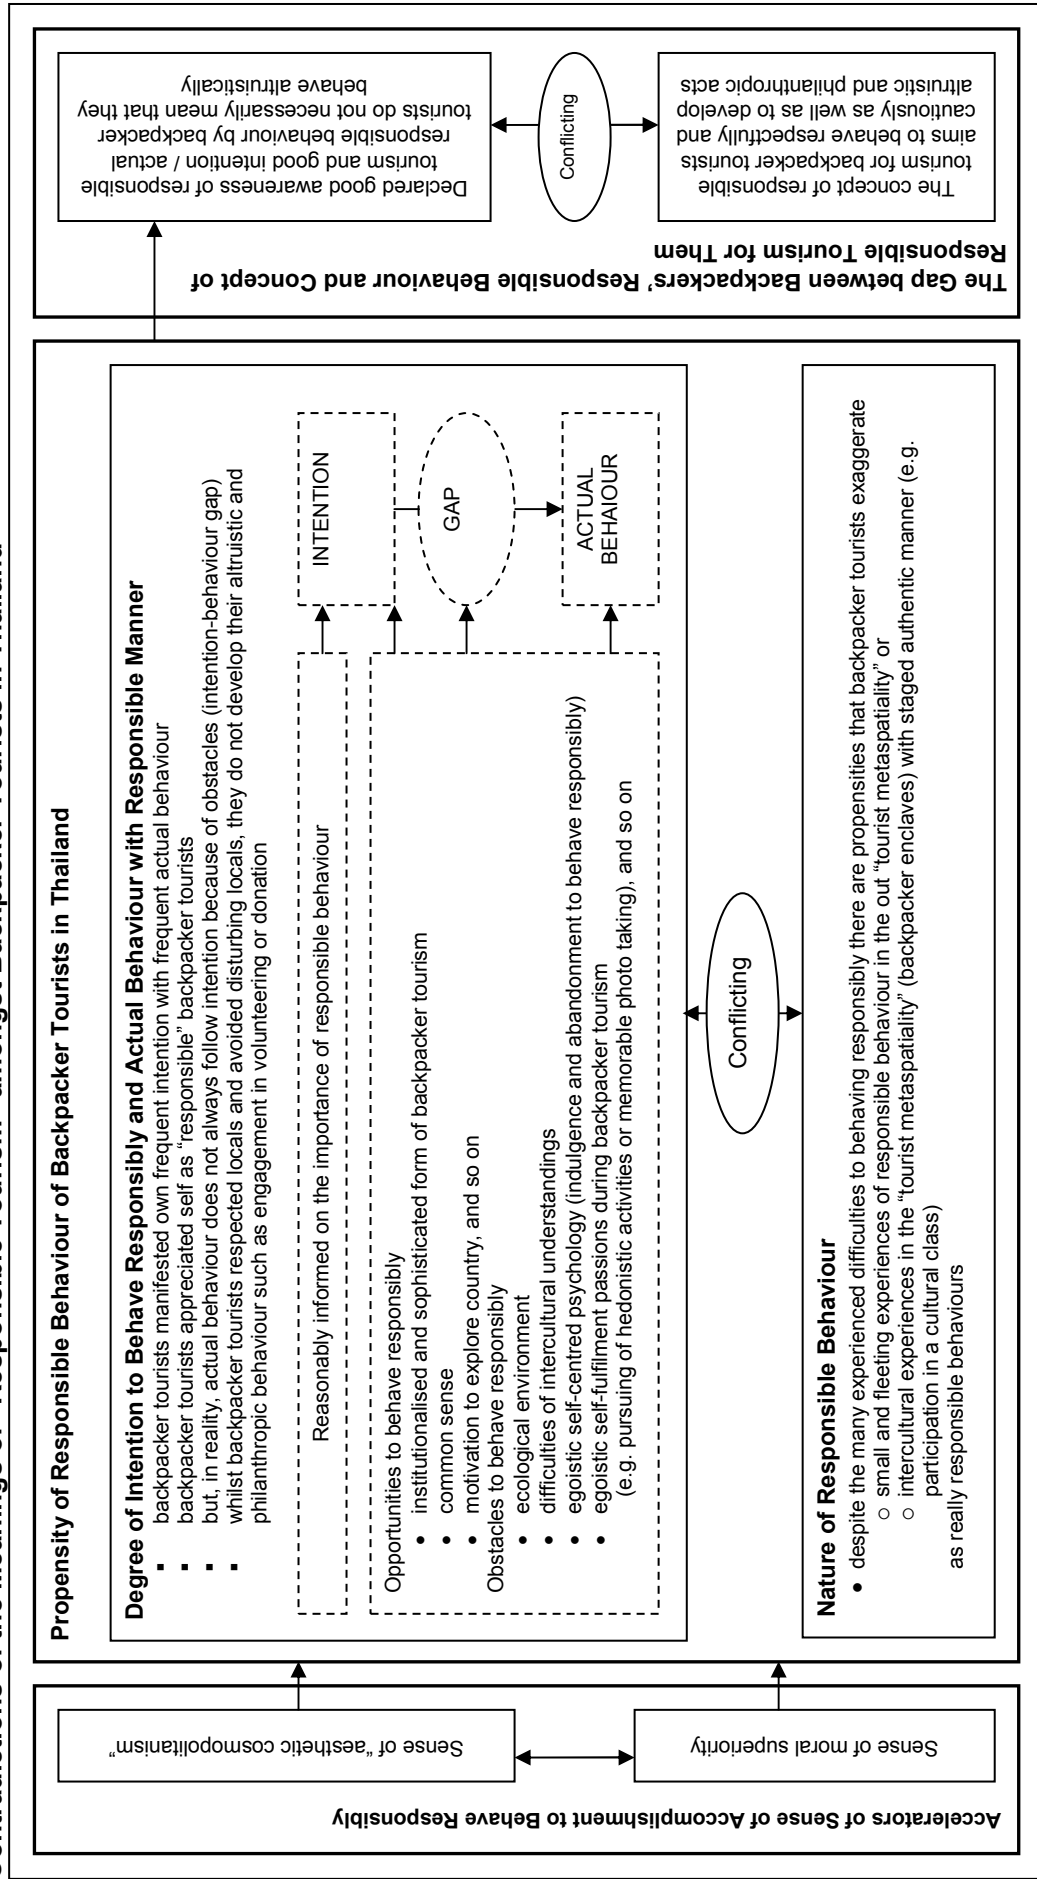 Accelerators of Sense of Accomplishment to Behave Responsibly
Sense of “aesthetic cosmopolitanism”
Sense of moral superiority
Propensity of Responsible Behaviour of Backpacker Tourists in Thailand
Degree of Intention to Behave Responsibly and Actual Behaviour with Responsible Manner
▪ backpacker tourists manifested own frequent intention with frequent actual behaviour
▪ backpacker tourists appreciated self as “responsible” backpacker tourists
▪ but, in reality, actual behaviour does not always follow intention because of obstacles (intention-behaviour gap)
▪ whilst backpacker tourists respected locals and avoided disturbing locals, they do not develop their altruistic and
philanthropic behaviour such as engagement in volunteering or donation
Reasonably informed on the importance of responsible behaviour
Opportunities to behave responsibly
• institutionalised and sophisticated form of backpacker tourism
• common sense
• motivation to explore country, and so on
Obstacles to behave responsibly
• ecological environment
• difficulties of intercultural understandings
• egoistic self-centred psychology (indulgence and abandonment to behave responsibly)
• egoistic self-fulfilment passions during backpacker tourism
(e.g. pursuing of hedonistic activities or memorable photo taking), and so on
INTENTION
GAP
ACTUAL
BEHAIOUR
Conflicting
Nature of Responsible Behaviour
• despite the many experienced difficulties to behaving responsibly there are propensities that backpacker tourists exaggerate
○ small and fleeting experiences of responsible behaviour in the out “tourist metaspatiality” or
○ intercultural experiences in the “tourist metaspatiality” (backpacker enclaves) with staged authentic manner (e.g.
participation in a cultural class)
as really responsible behaviours
The Gap between Backpackers’ Responsible Behaviour and Concept of
Responsible Tourism for Them
Declared good awareness of responsible
tourism and good intention / actual
responsible behaviour by backpacker
tourists do not necessarily mean that they
behave altruistically
Conflicting
The concept of responsible
tourism for backpacker tourists
aims to behave respectfully and
cautiously as well as to develop
altruistic and philanthropic acts